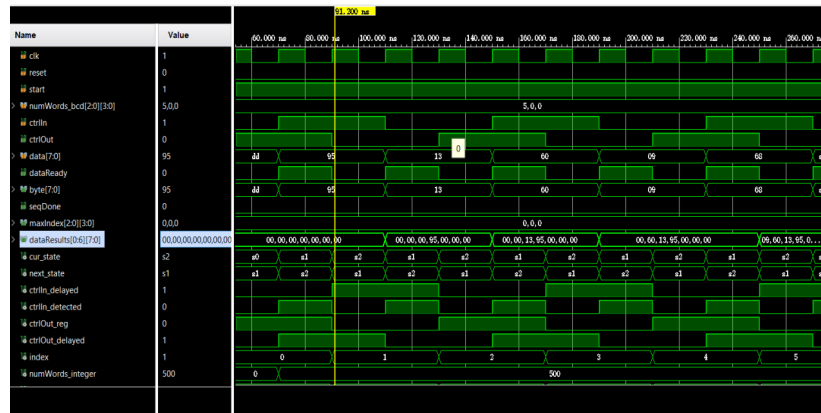 91.200 ns
Name Value 60.000 ns 80.000 ns 100.000 ns 120.000 ns 140.000 ns 160.000 ns 180.000 ns 200.000 ns 220.000 ns 240.000 ns 260.000 n
clk 1
reset 0
start 1
numWords_bcd[2:0][3:0] 5,0,0 5,0,0
ctrlIn 1
ctrlOut 0 0
data[7:0] 95 dd 95 13 60 09 68
dataReady 0
byte[7:0] 95 dd 95 13 60 09 68
seqDone 0
maxIndex[2:0][3:0] 0,0,0 0,0,0
dataResults[0:6][7:0] 00,00,00,00,00,00,00 00,00,00,00,00,00,00 00,00,00,95,00,00,00 00,00,13,95,00,00,00 00,60,13,95,00,00,00 09,60,13,95,0...
cur_state s2 s0 s1 s2 s1 s2 s1 s2 s1 s2 s1 s2
next_state s1 s1 s2 s1 s2 s1 s2 s1 s2 s1 s2 s1
ctrlIn_delayed 1
ctrlIn_detected 0
ctrlOut_reg 0
ctrlOut_delayed 1
index 1 0 1 2 3 4 5
numWords_integer 500 0 500